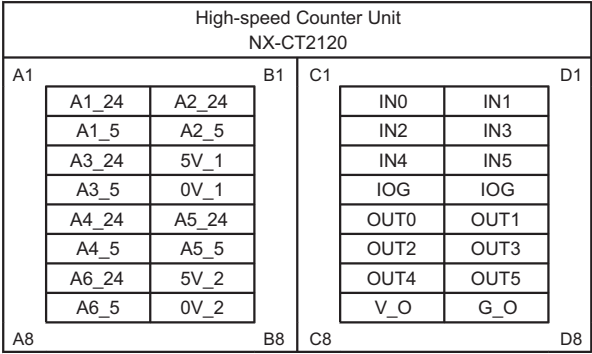 High-speed Counter Unit
NX-CT2120
A1 B1 C1 D1
A1_24 A2_24 IN0 IN1
A1_5 A2_5 IN2 IN3
A3_24 5V_1 IN4 IN5
A3_5 0V_1 IOG IOG
A4_24 A5_24 OUT0 OUT1
A4_5 A5_5 OUT2 OUT3
A6_24 5V_2 OUT4 OUT5
A6_5 0V_2 V_O G_O
A8 B8 C8 D8